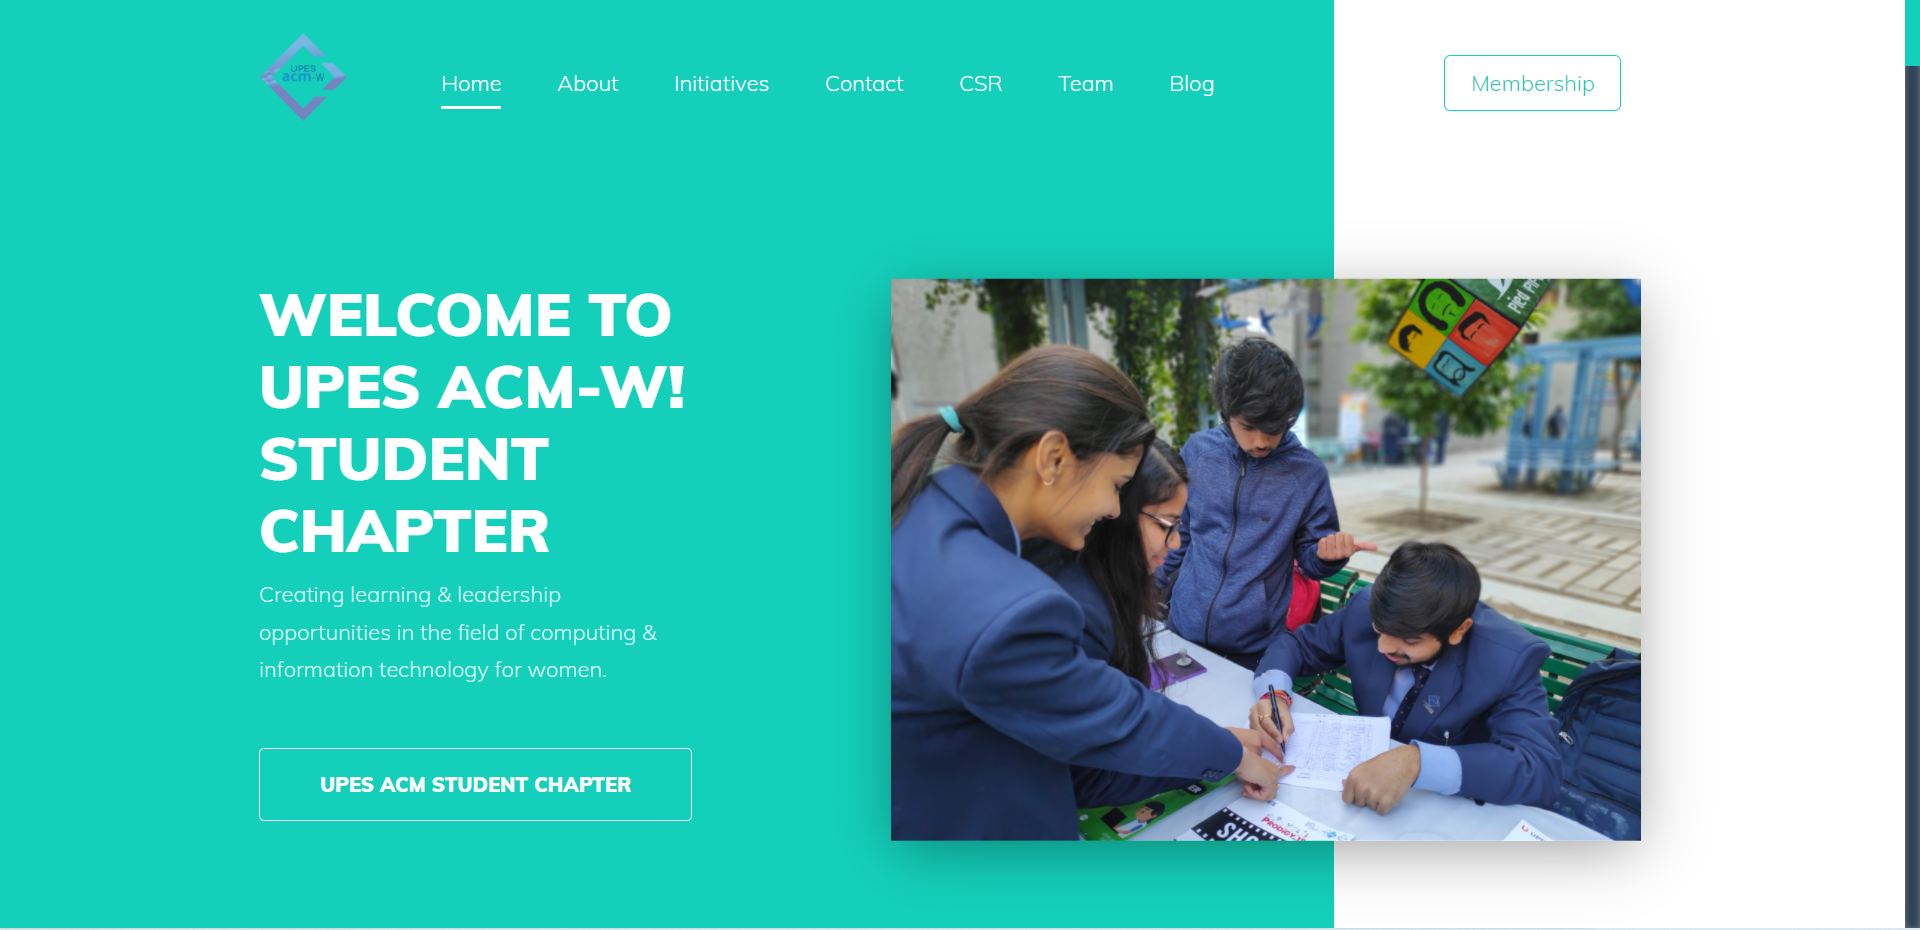 UPES
acm-W
Home
About
Initiatives
Contact
CSR
Team
Blog
Membership
WELCOME TO
UPES ACM-W!
STUDENT
CHAPTER
Creating learning & leadership
opportunities in the field of computing &
information technology for women.
UPES ACM STUDENT CHAPTER
Pied